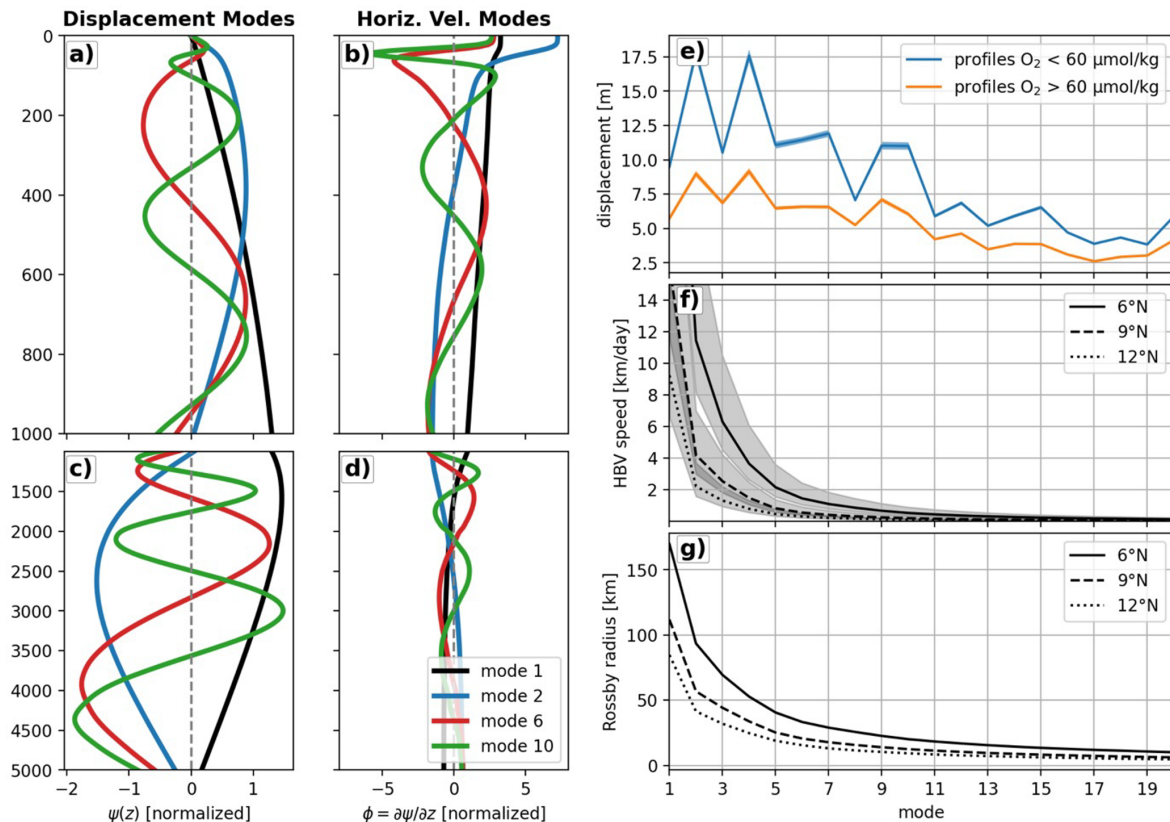 Displacement Modes
Horiz. Vel. Modes
a)
0
200
400
600
800
1000
b)
c)
1500
2000
2500
3000
3500
4000
4500
5000
−2 −1 0 1
ψ(z) [normalized]
d)
mode 1
mode 2
mode 6
mode 10
−5 0 5
ϕ = ∂ψ/∂z [normalized]
e)
profiles O₂ < 60 μmol/kg
profiles O₂ > 60 μmol/kg
17.5
15.0
12.5
10.0
7.5
5.0
2.5
displacement [m]
f)
6°N
9°N
12°N
14
12
10
8
6
4
2
HBV speed [km/day]
g)
6°N
9°N
12°N
150
100
50
0
Rossby radius [km]
1 3 5 7 9 11 13 15 17 19
mode